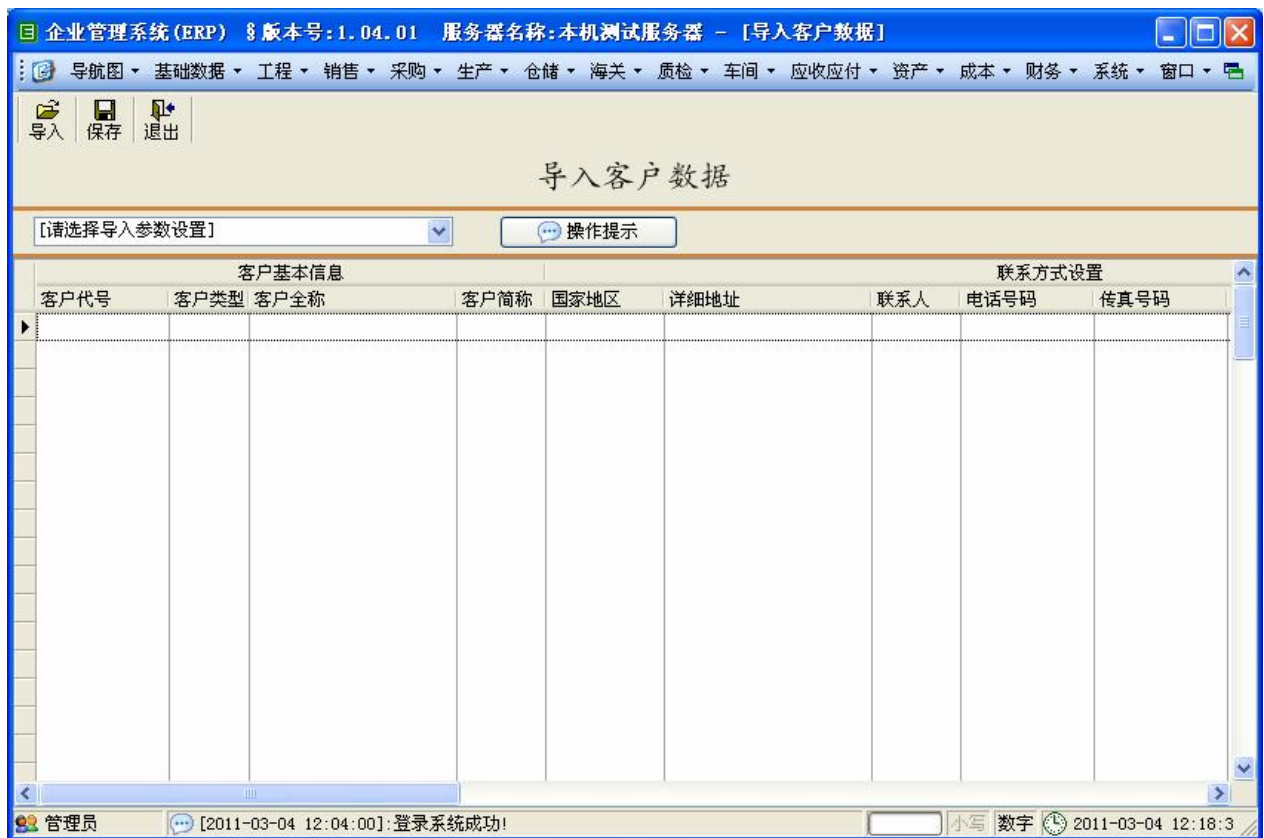 企业管理系统(ERP) §版本号:1.04.01 服务器名称:本机测试服务器 - [导入客户数据]
导航图 基础数据 工程 销售 采购 生产 仓储 海关 质检 车间 应收应付 资产 成本 财务 系统 窗口
导入 保存 退出
导入客户数据
[请选择导入参数设置] 操作提示
客户基本信息 联系方式设置
客户代号 客户类型 客户全称 客户简称 国家地区 详细地址 联系人 电话号码 传真号码
管理员 [2011-03-04 12:04:00]:登录系统成功! 小写 数字 2011-03-04 12:18:3